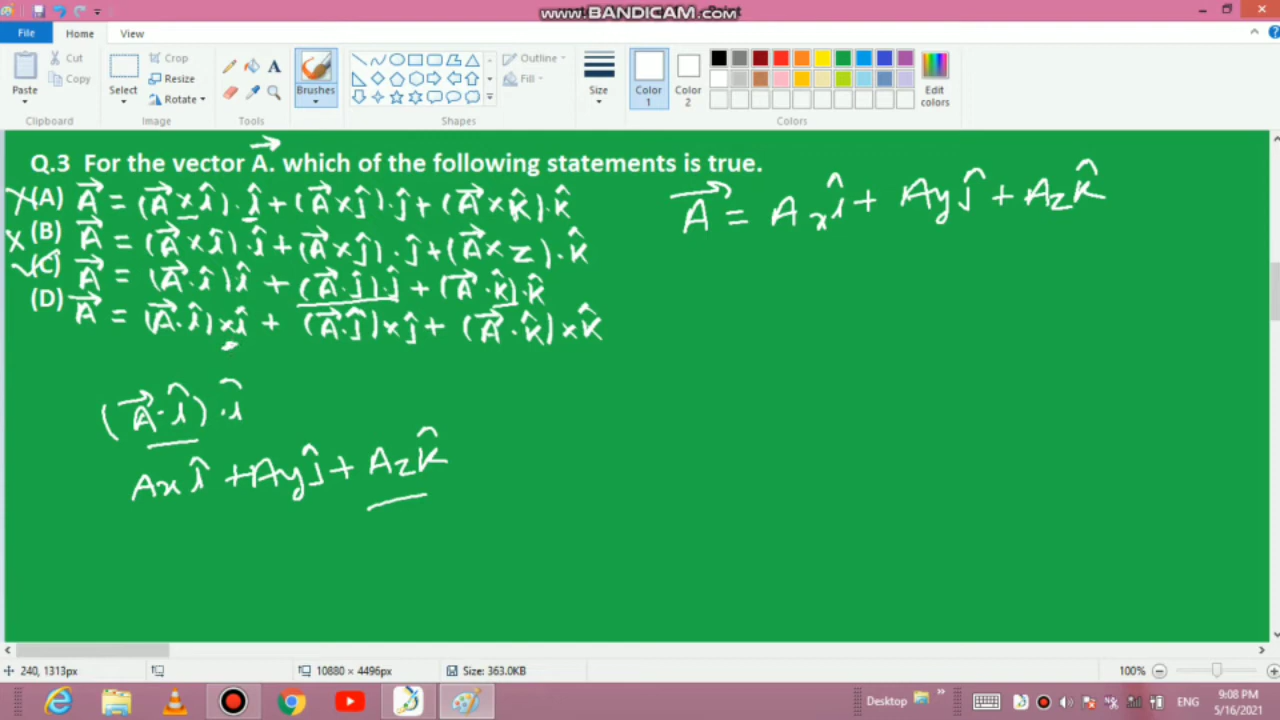 www.BANDICAM.com
File Home View
Paste Cut Copy Clipboard
Select Crop Resize Rotate Image
Tools
Brushes
Shapes Outline Fill
Size
Color 1 Color 2 Edit colors Colors
Q.3 For the vector A⃗. which of the following statements is true.
x(A) A⃗ = (A⃗ × î) · î + (A⃗ × ĵ) · ĵ + (A⃗ × k̂) · k̂
x (B) A⃗ = (A⃗ × î) · î + (A⃗ × ĵ) · ĵ + (A⃗ × z) · k̂
✓(C) A⃗ = (A⃗ · î) î + (A⃗ · ĵ) · ĵ + (A⃗ · k̂) · k̂
(D) A⃗ = (A⃗ · î) × î + (A⃗ · ĵ) × ĵ + (A⃗ · k̂) × k̂
A⃗ = Ax î + Ay ĵ + Az k̂
(A⃗ · î) · î
Ax î + Ay ĵ + Az k̂
240, 1313px 10880 × 4496px Size: 363.0KB 100%
Desktop ENG 9:08 PM
5/16/2021